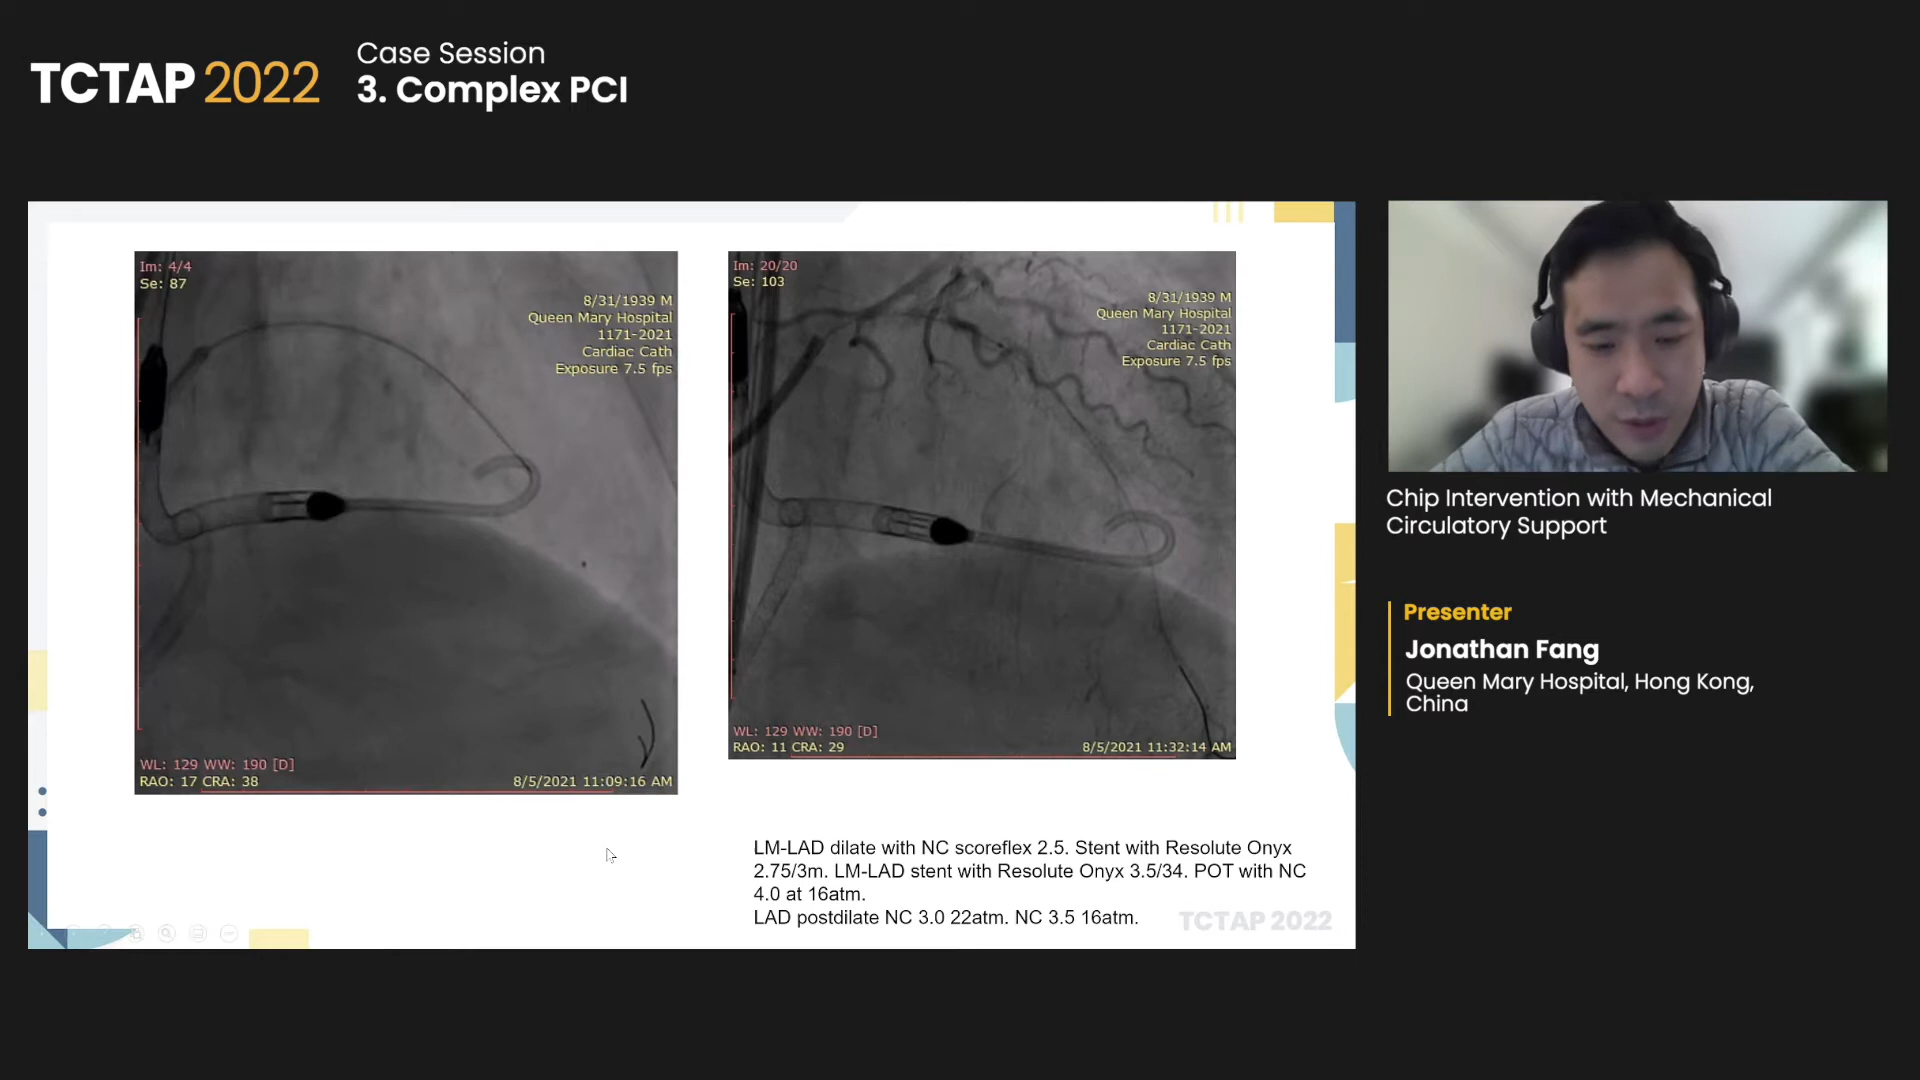 TCTAP 2022
Case Session
3. Complex PCI
Im: 4/4
Se: 87
8/31/1939 M
Queen Mary Hospital
1171-2021
Cardiac Cath
Exposure 7.5 fps
WL: 129 WW: 190 [D]
RAO: 17 CRA: 38
8/5/2021 11:09:16 AM
Im: 20/20
Se: 103
8/31/1939 M
Queen Mary Hospital
1171-2021
Cardiac Cath
Exposure 7.5 fps
WL: 129 WW: 190 [D]
RAO: 11 CRA: 29
8/5/2021 11:32:14 AM
LM-LAD dilate with NC scoreflex 2.5. Stent with Resolute Onyx
2.75/3m. LM-LAD stent with Resolute Onyx 3.5/34. POT with NC
4.0 at 16atm.
LAD postdilate NC 3.0 22atm. NC 3.5 16atm.
TCTAP 2022
Chip Intervention with Mechanical
Circulatory Support
Presenter
Jonathan Fang
Queen Mary Hospital, Hong Kong,
China